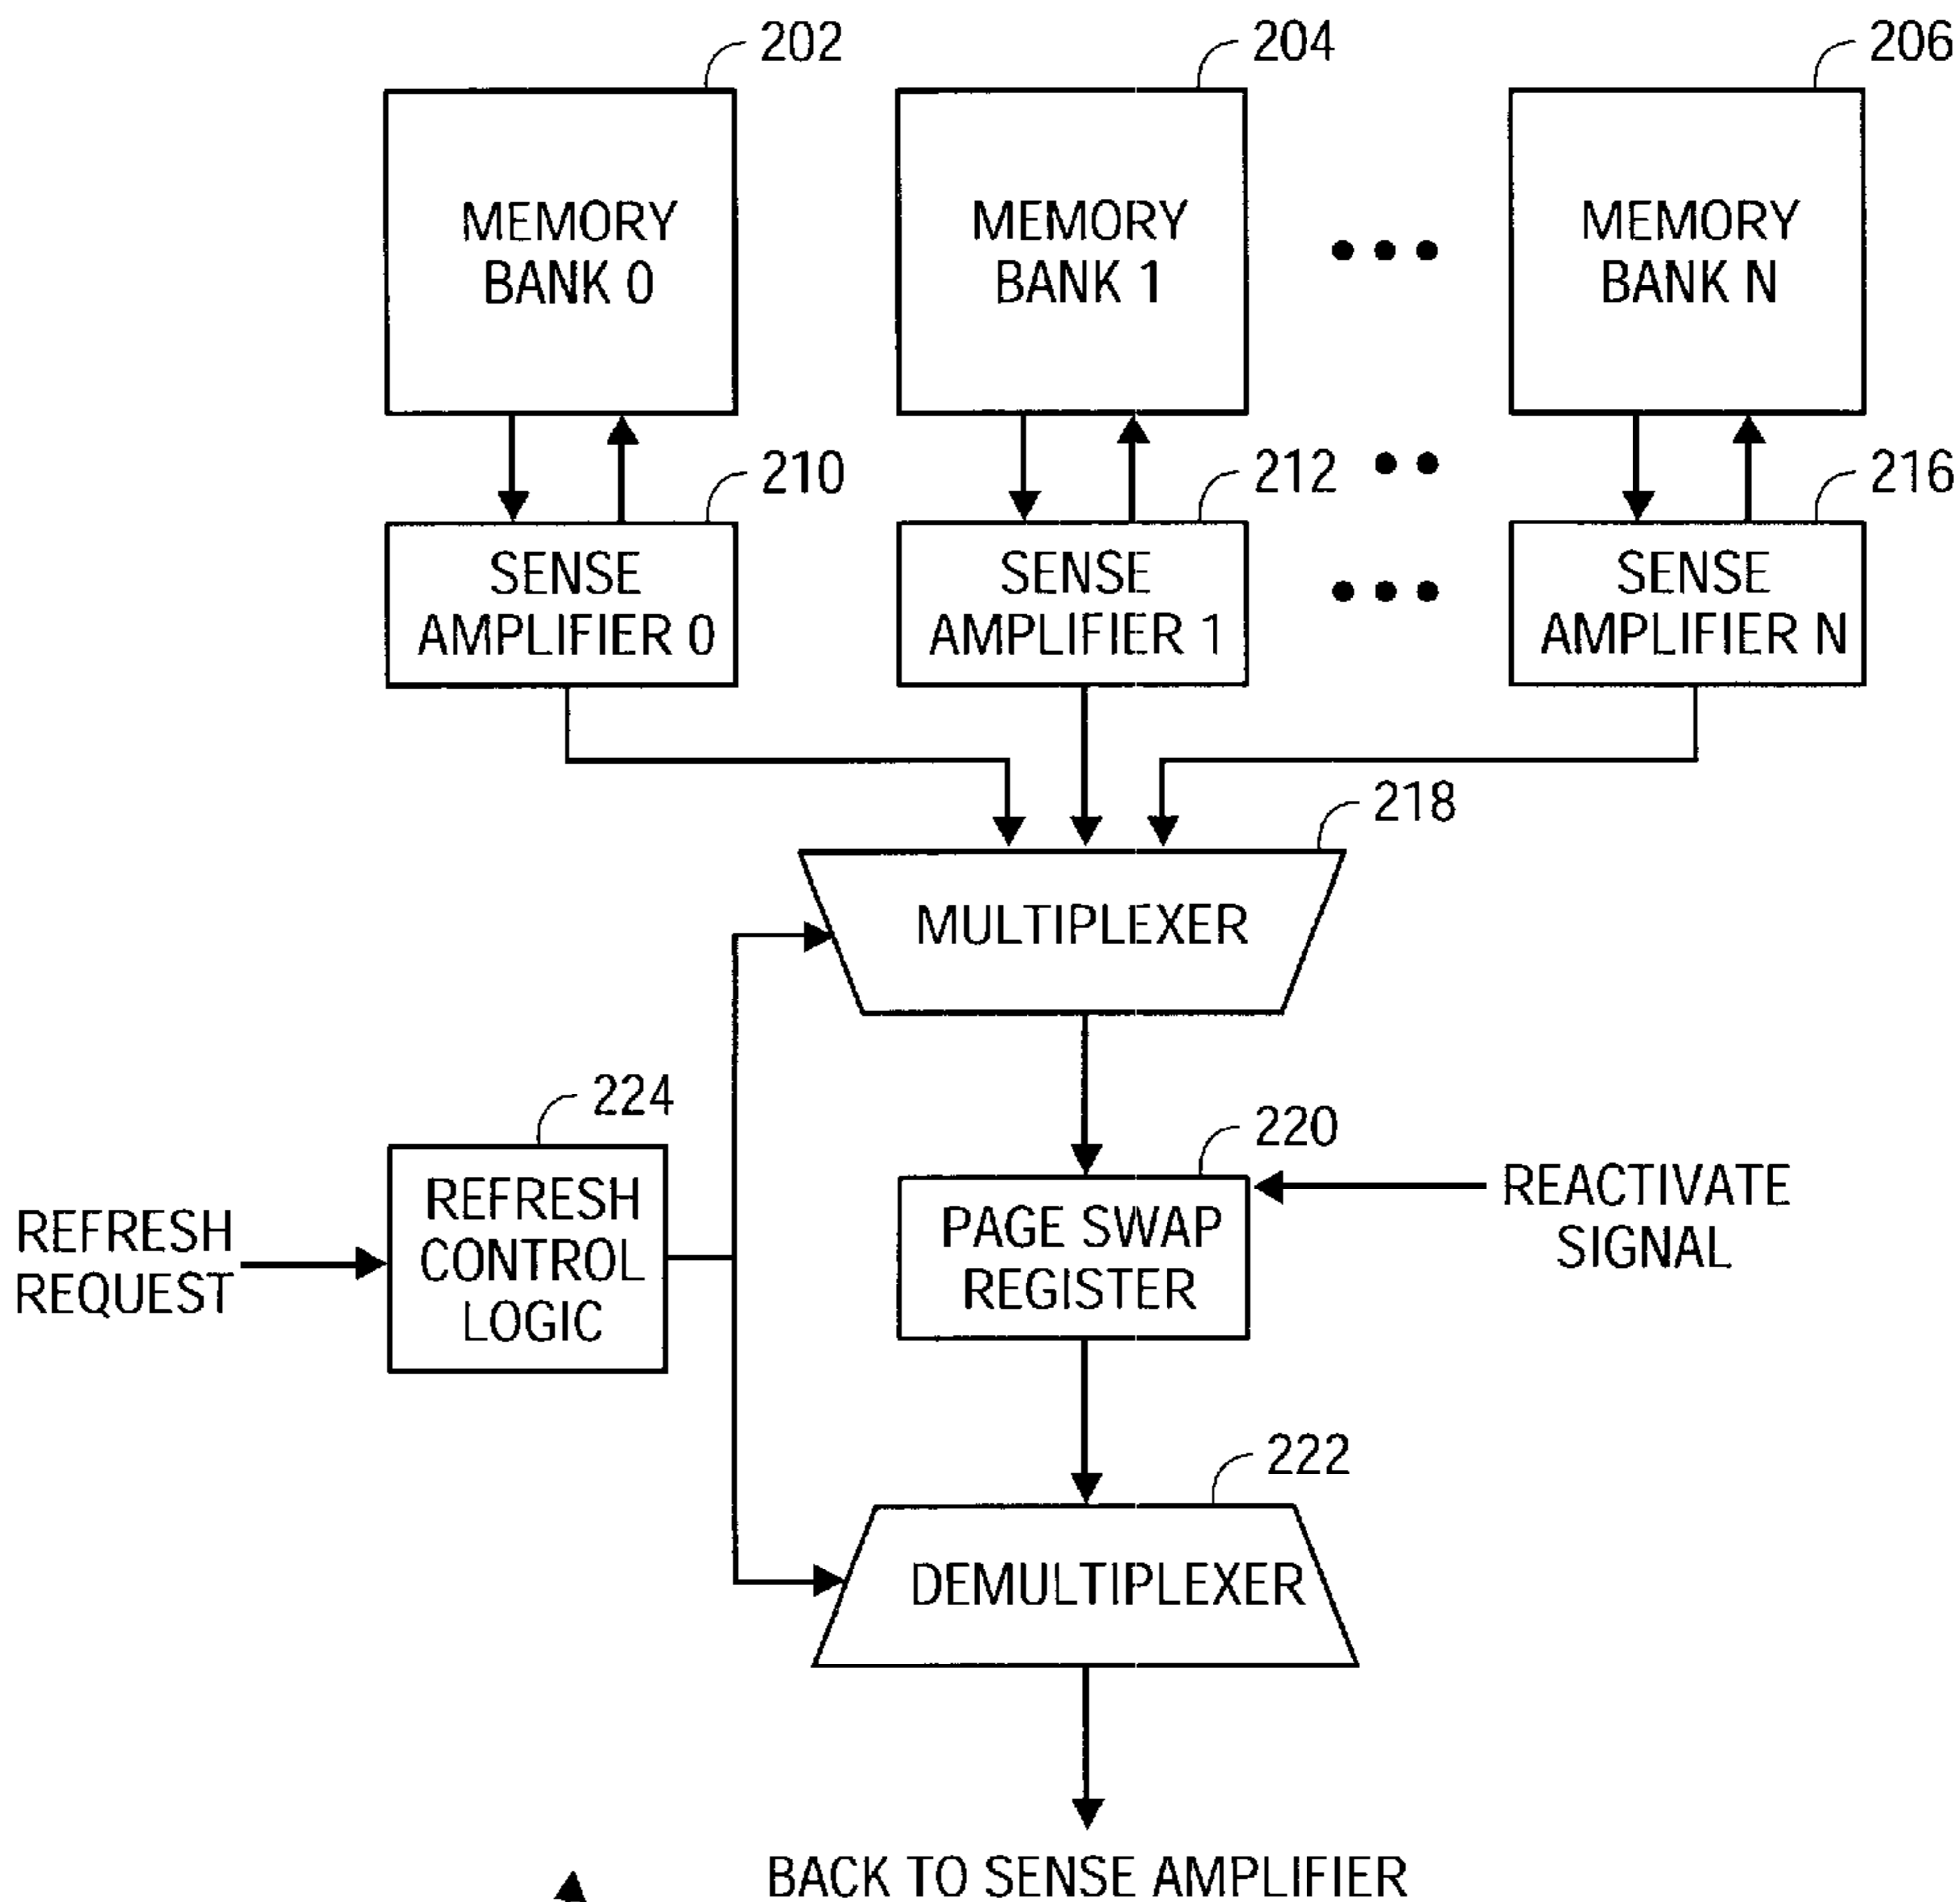 202
204
206
MEMORY
BANK 0
MEMORY
BANK 1
MEMORY
BANK N
210
212
216
SENSE
AMPLIFIER 0
SENSE
AMPLIFIER 1
SENSE
AMPLIFIER N
218
MULTIPLEXER
224
220
REFRESH
REQUEST
REFRESH
CONTROL
LOGIC
PAGE SWAP
REGISTER
REACTIVATE
SIGNAL
222
DEMULTIPLEXER
BACK TO SENSE AMPLIFIER